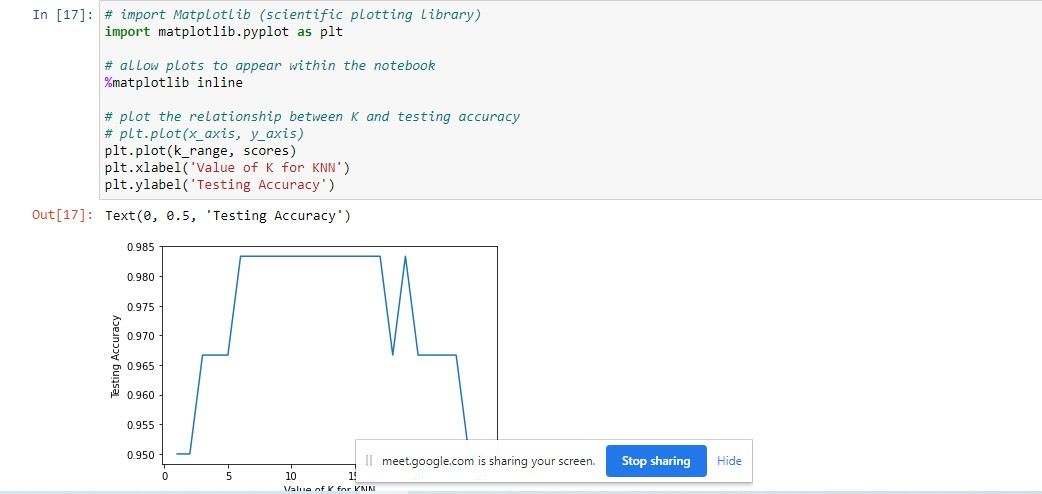 In [17]: # import Matplotlib (scientific plotting library)
import matplotlib.pyplot as plt
# allow plots to appear within the notebook
%matplotlib inline
# plot the relationship between K and testing accuracy
# plt.plot(x_axis, y_axis)
plt.plot(k_range, scores)
plt.xlabel('Value of K for KNN')
plt.ylabel('Testing Accuracy')
Out[17]: Text(0, 0.5, 'Testing Accuracy')
0.985
0.980
0.975
0.970
0.965
0.960
0.955
0.950
Testing Accuracy
meet.google.com is sharing your screen. Stop sharing Hide
0 5 10
Value of K for KNN